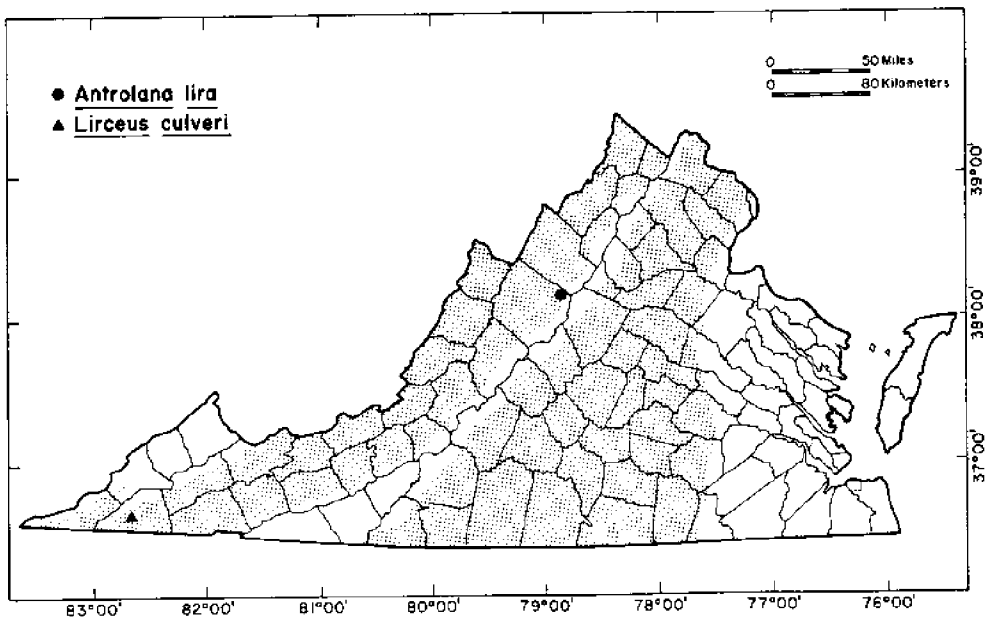 ● Antrolana lira
▲ Lirceus culveri
0 50 Miles
0 80 Kilometers
39°00'
38°00'
37°00'
83°00' 82°00' 81°00' 80°00' 79°00' 78°00' 77°00' 76°00'